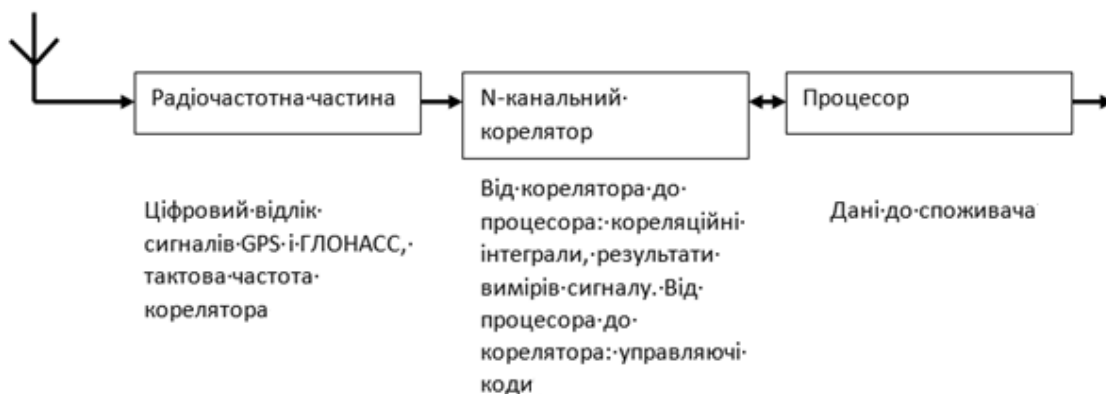 Радіочастотна·частина
N-канальний·
корелятор
Процесор
Ціфровий·відлік·
сигналів·GPS·і·ГЛОНАСС,·
тактова·частота·
корелятора
Від·корелятора·до·
процесора:·кореляційні·
інтеграли,·результати·
вимірів·сигналу.·Від·
процесора·до·
корелятора:·управляючі·
коди
Дані·до·споживача